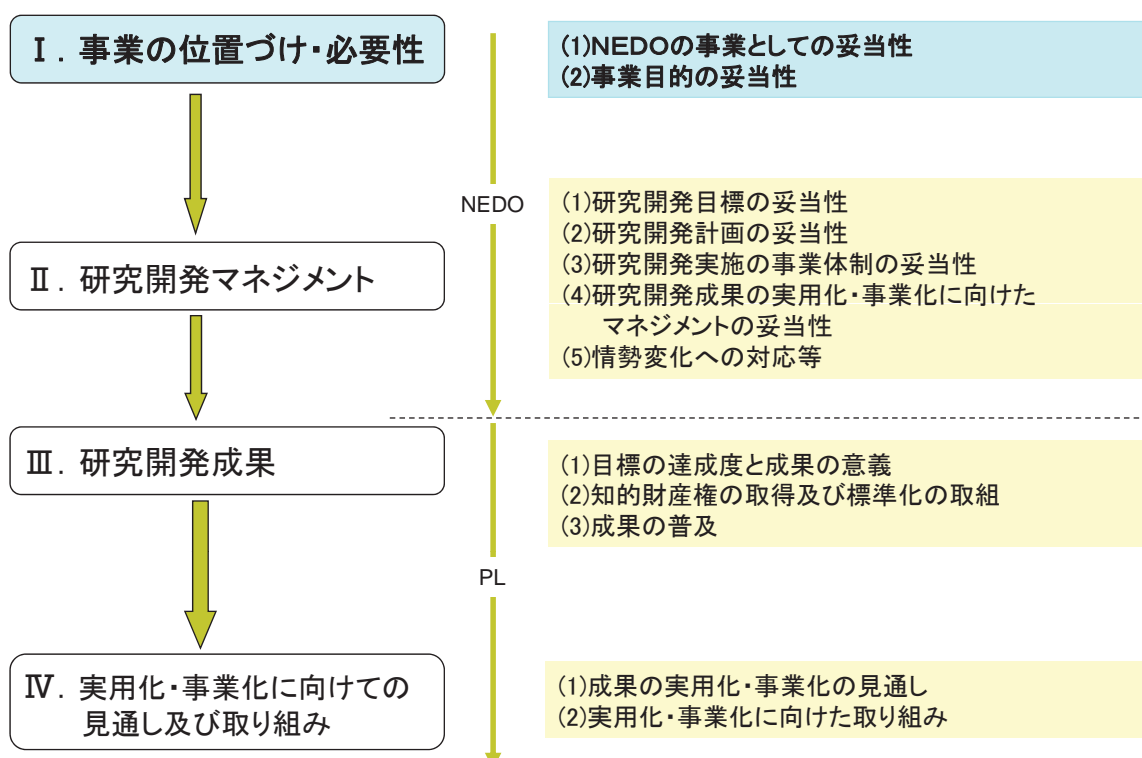 Ⅰ. 事業の位置づけ・必要性
(1)NEDOの事業としての妥当性
(2)事業目的の妥当性
NEDO
Ⅱ. 研究開発マネジメント
(1)研究開発目標の妥当性
(2)研究開発計画の妥当性
(3)研究開発実施の事業体制の妥当性
(4)研究開発成果の実用化・事業化に向けた
マネジメントの妥当性
(5)情勢変化への対応等
Ⅲ. 研究開発成果
(1)目標の達成度と成果の意義
(2)知的財産権の取得及び標準化の取組
(3)成果の普及
PL
Ⅳ. 実用化・事業化に向けての
見通し及び取り組み
(1)成果の実用化・事業化の見通し
(2)実用化・事業化に向けた取り組み